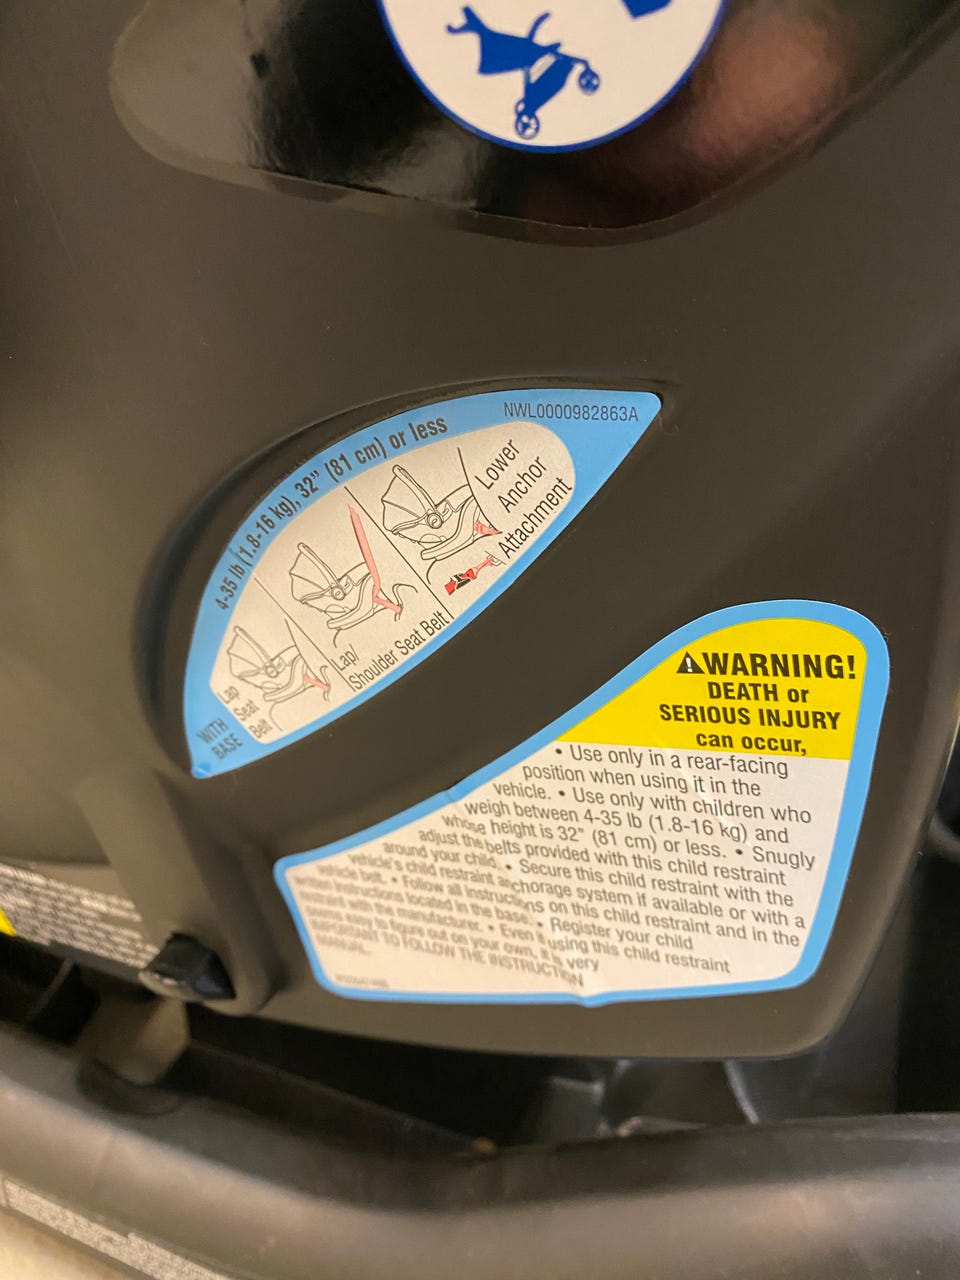 NWL0000982863A
4-35 lb (1.8-16 kg), 32" (81 cm) or less
Lower
Anchor
Attachment
Lap/
Shoulder Seat Belt
Lap
Seat
Belt
WITH
BASE
WARNING!
DEATH or
SERIOUS INJURY
can occur,
• Use only in a rear-facing
position when using it in the
vehicle. • Use only with children who
weigh between 4-35 lb (1.8-16 kg) and
whose height is 32" (81 cm) or less. • Snugly
adjust the belts provided with this child restraint
around your child. • Secure this child restraint with the
vehicle's child restraint anchorage system if available or with a
vehicle belt. • Follow all instructions on this child restraint and in the
written instructions located in the base. • Register your child
restraint with the manufacturer. • Even if using this child restraint
seems easy to figure out on your own, it is very
IMPORTANT TO FOLLOW THE INSTRUCTION
MANUAL.